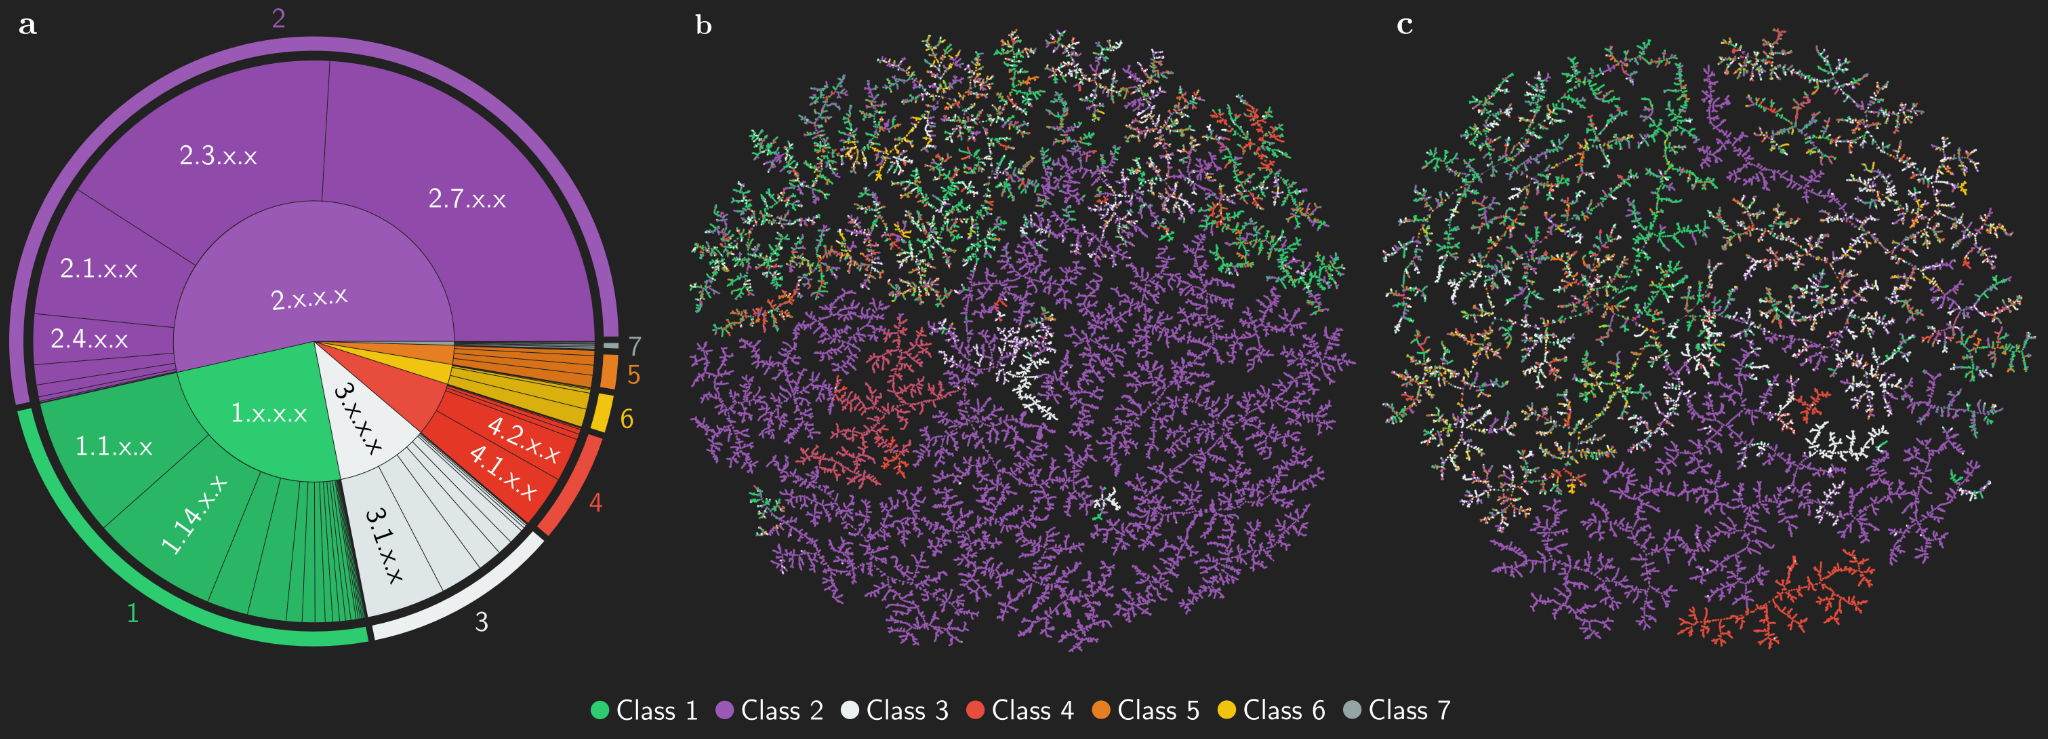 a
2
2.3.x.x
2.7.x.x
2.1.x.x
2.4.x.x
2.x.x.x
1.x.x.x
3.x.x.x
1.1.x.x
1.14.x.x
3.1.x.x
4.2.x.x
4.1.x.x
7
5
6
4
3
1
b
c
Class 1 Class 2 Class 3 Class 4 Class 5 Class 6 Class 7